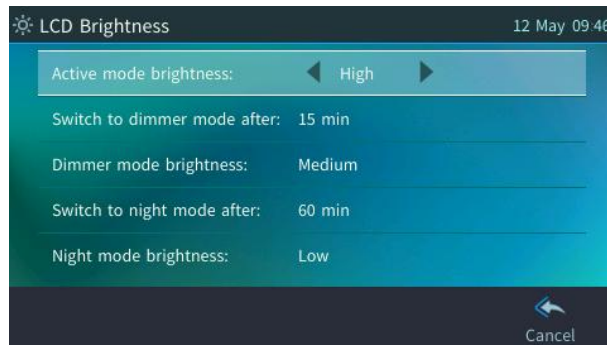 LCD Brightness 12 May 09:46
Active mode brightness: High
Switch to dimmer mode after: 15 min
Dimmer mode brightness: Medium
Switch to night mode after: 60 min
Night mode brightness: Low
Cancel